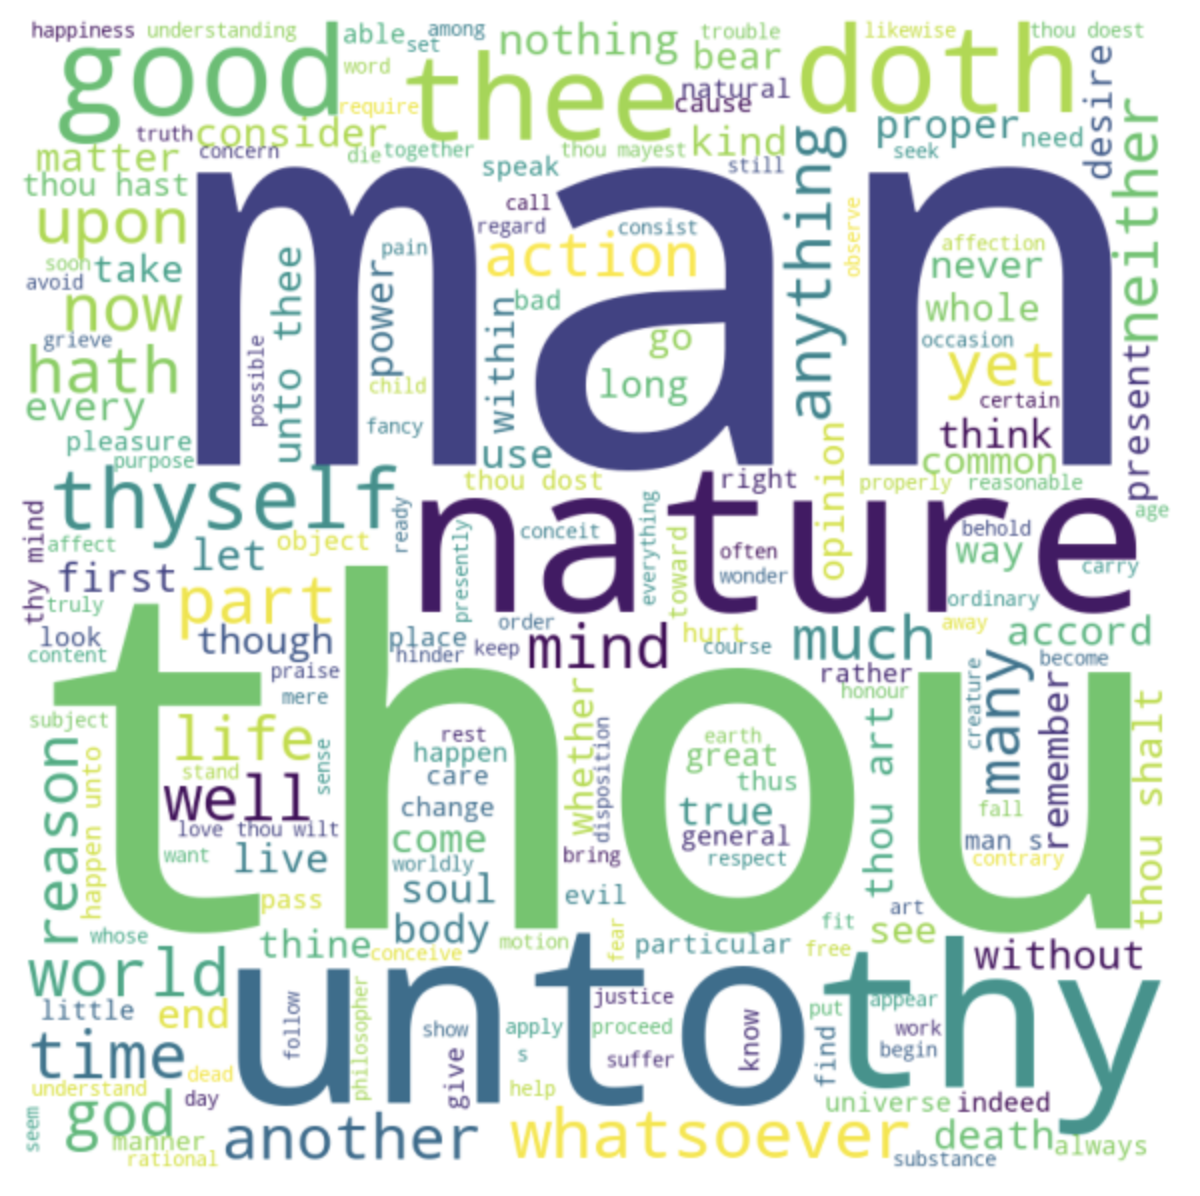 happiness
understanding
able
set
among
nothing
trouble
bear
doth
likewise
thou doest
good
word
thee
natural
cause
desire
require
truth
consider
kind
proper
need
anything
neither
matter
concern
die
together
speak
thou mayest
still
seek
thou hast
man
call
regard
consist
upon
action
observe
affection
never
soon
take
avoid
unto thee
pain
power
within
bad
whole
now
grieve
possible
go
occasion
yet
present
hath
child
long
certain
every
fancy
think
pleasure
purpose
use
common
opinion
thyself
thou dost
right
properly
reasonable
nature
thy mind
ready
presently
conceit
everything
toward
behold
age
affect
let
object
often
way
carry
first
wonder
truly
part
order
ordinary
look
though
place
hinder
keep
mind
hurt
course
much
away
accord
content
praise
rather
become
mere
honour
creature
many
remember
subject
thou
life
stand
sense
rest
happen
care
whether
disposition
earth
great
thus
thou art
thou shalt
reason
happen unto
well
change
true
fall
love thou wilt
come
general
man s
want
live
worldly
bring
respect
contrary
pass
soul
evil
art
whose
body
fit
see
thine
conceive
motion
fear
particular
free
without
world
unto
thy
little
end
follow
philosopher
justice
know
put
appear
time
show
apply
proceed
find
work
s
begin
understand
dead
give
suffer
help
day
universe
indeed
seem
god
manner
another
whatsoever
death
always
rational
substance